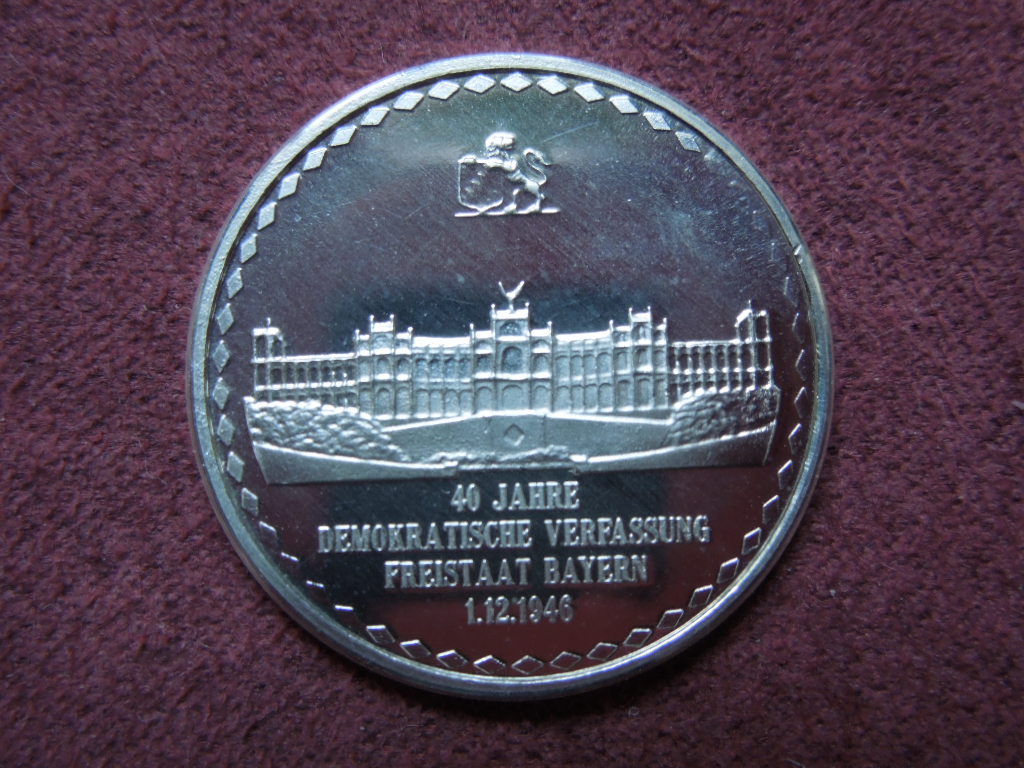 40 JAHRE
DEMOKRATISCHE VERFASSUNG
FREISTAAT BAYERN
1.12.1946